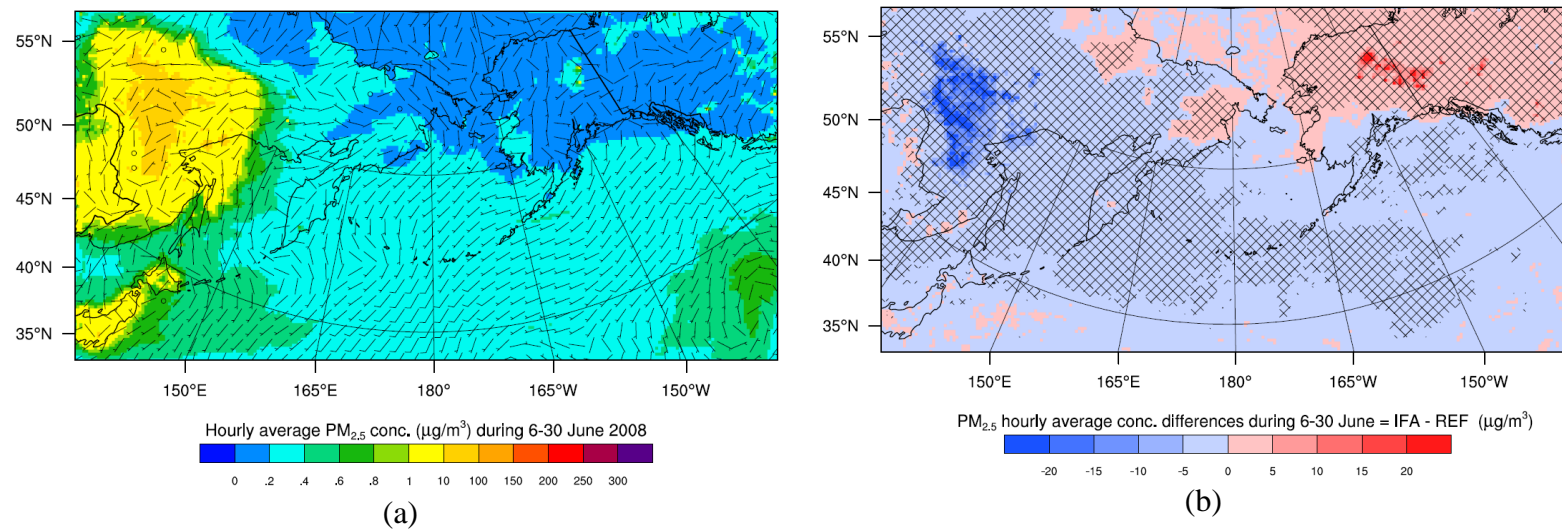 55°N
50°N
45°N
40°N
35°N
150°E
165°E
180°
165°W
150°W
Hourly average PM2.5 conc. (μg/m3) during 6-30 June 2008
0 .2 .4 .6 .8 1 10 100 150 200 250 300
(a)
55°N
50°N
45°N
40°N
35°N
150°E
165°E
180°
165°W
150°W
PM2.5 hourly average conc. differences during 6-30 June = IFA - REF (μg/m3)
-20 -15 -10 -5 0 5 10 15 20
(b)